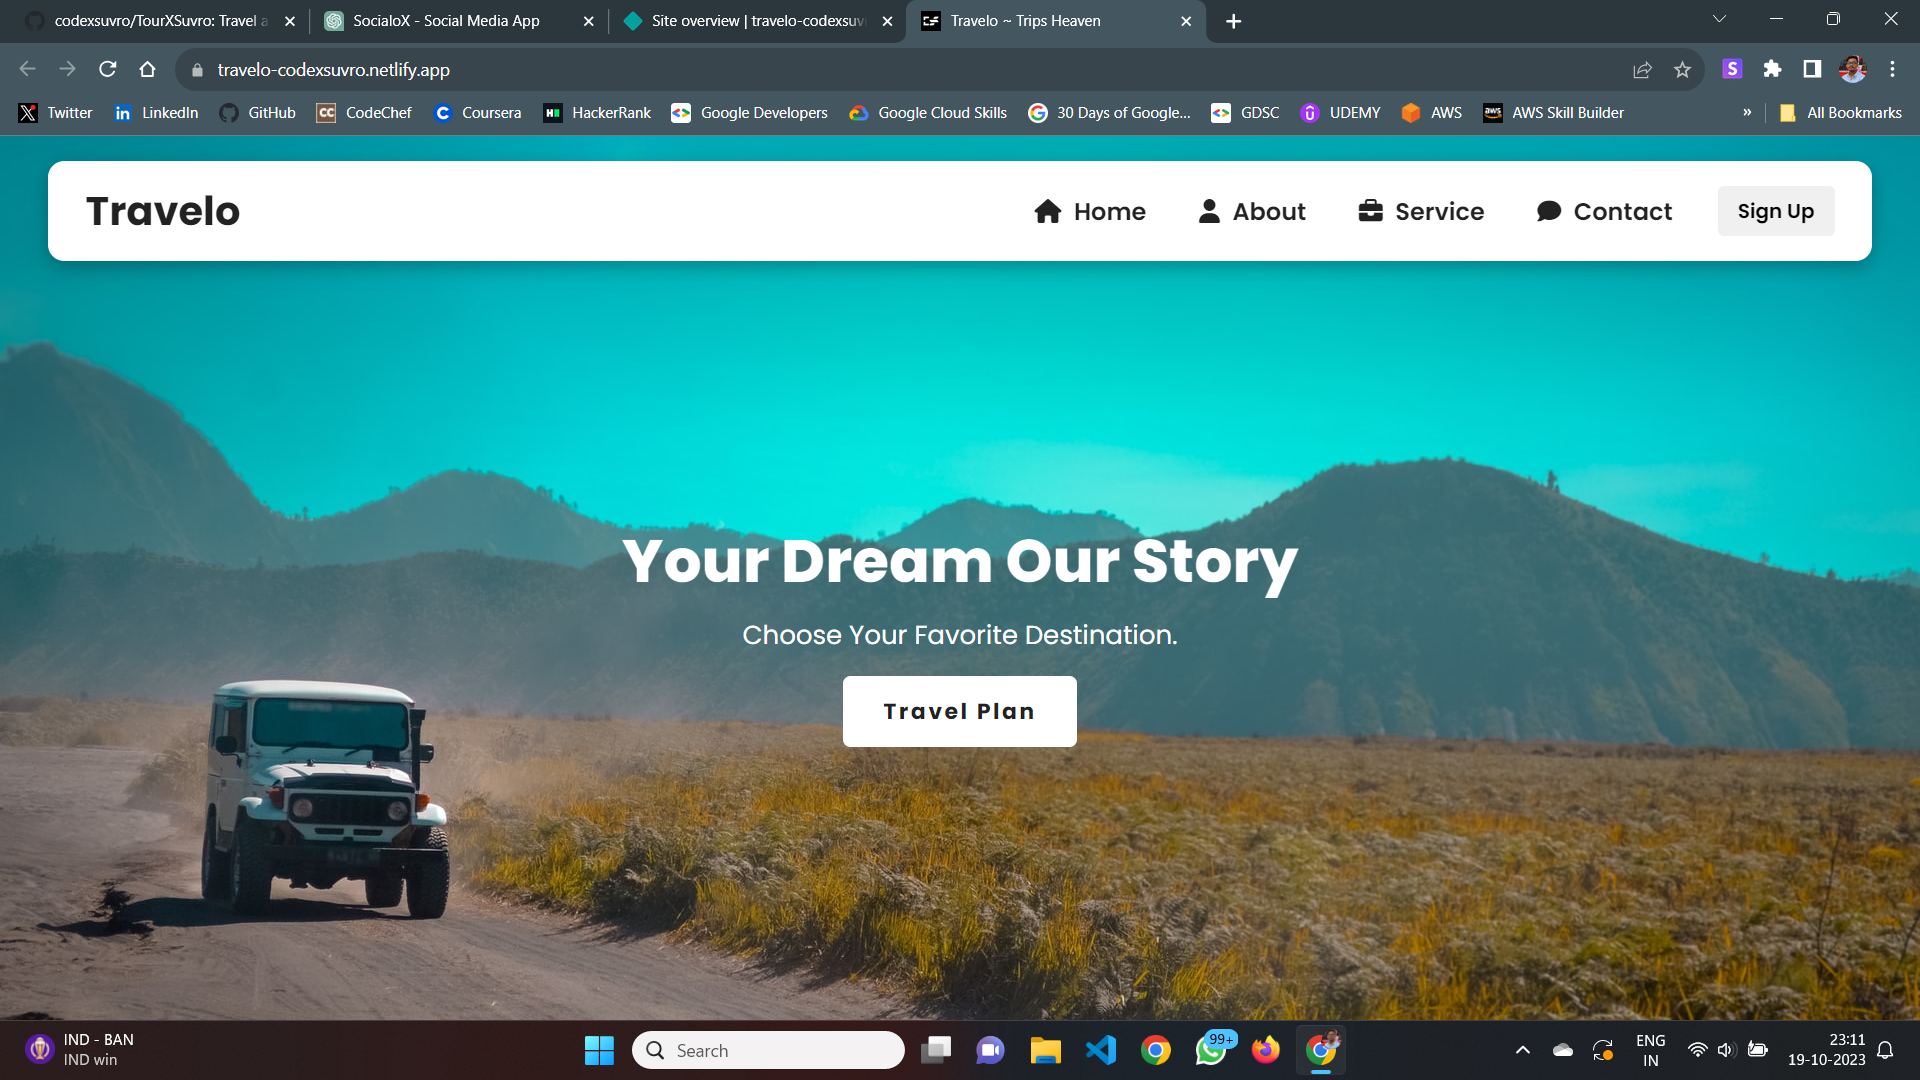 codexsuvro/TourXSuvro: Travel a
SocialoX - Social Media App
Site overview | travelo-codexsuv
Travelo ~ Trips Heaven
travelo-codexsuvro.netlify.app
S
Twitter
in LinkedIn
GitHub
CC CodeChef
C Coursera
H HackerRank
Google Developers
Google Cloud Skills
G 30 Days of Google...
GDSC
UDEMY
AWS
aws AWS Skill Builder
»
All Bookmarks
Travelo
Home
About
Service
Contact
Sign Up
Your Dream Our Story
Choose Your Favorite Destination.
Travel Plan
IND - BAN
IND win
Search
99+
ENG
IN
23:11
19-10-2023